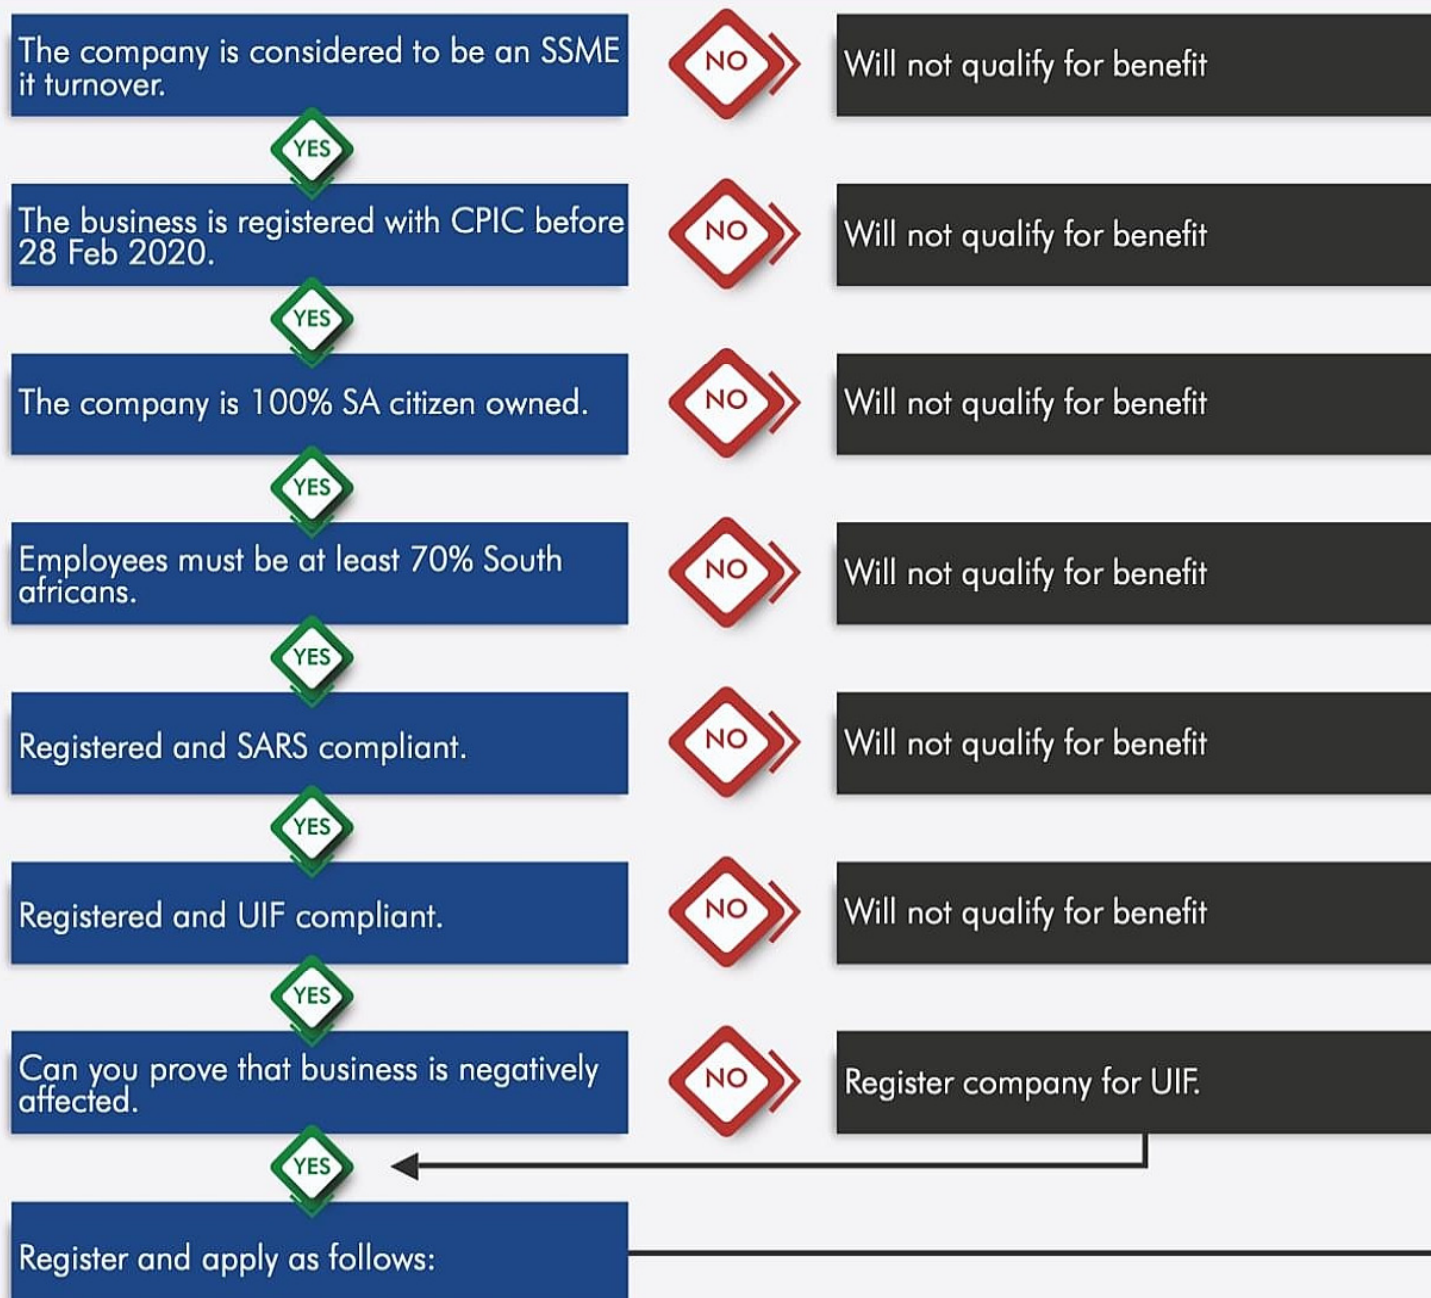 The company is considered to be an SSME
it turnover.
NO
Will not qualify for benefit
YES
The business is registered with CPIC before
28 Feb 2020.
NO
Will not qualify for benefit
YES
The company is 100% SA citizen owned.
NO
Will not qualify for benefit
YES
Employees must be at least 70% South
africans.
NO
Will not qualify for benefit
YES
Registered and SARS compliant.
NO
Will not qualify for benefit
YES
Registered and UIF compliant.
NO
Will not qualify for benefit
YES
Can you prove that business is negatively
affected.
NO
Register company for UIF.
YES
Register and apply as follows: